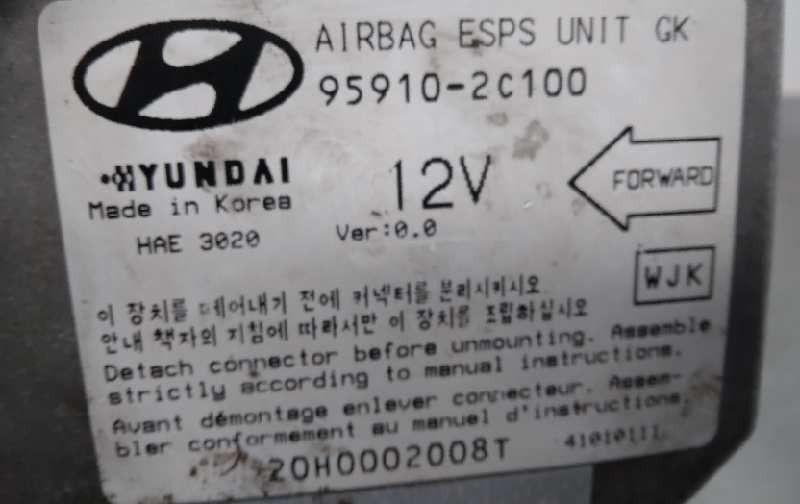 AIRBAG ESPS UNIT GK
95910-2C100
HYUNDAI
Made in Korea
HAE 3020
12V
Ver:0.0
FORWARD
WJK
이 장치를 떼어내기 전에 커넥터를 분리시키시오
안내 책자의 지침에 따라서만 이 장치를 조립하십시오
Detach connector before unmounting. Assemble
strictly according to manual instructions.
Avant démontage enlever connecteur. Assem-
bler conformement au manuel d'instructions.
20H0002008T
41010111